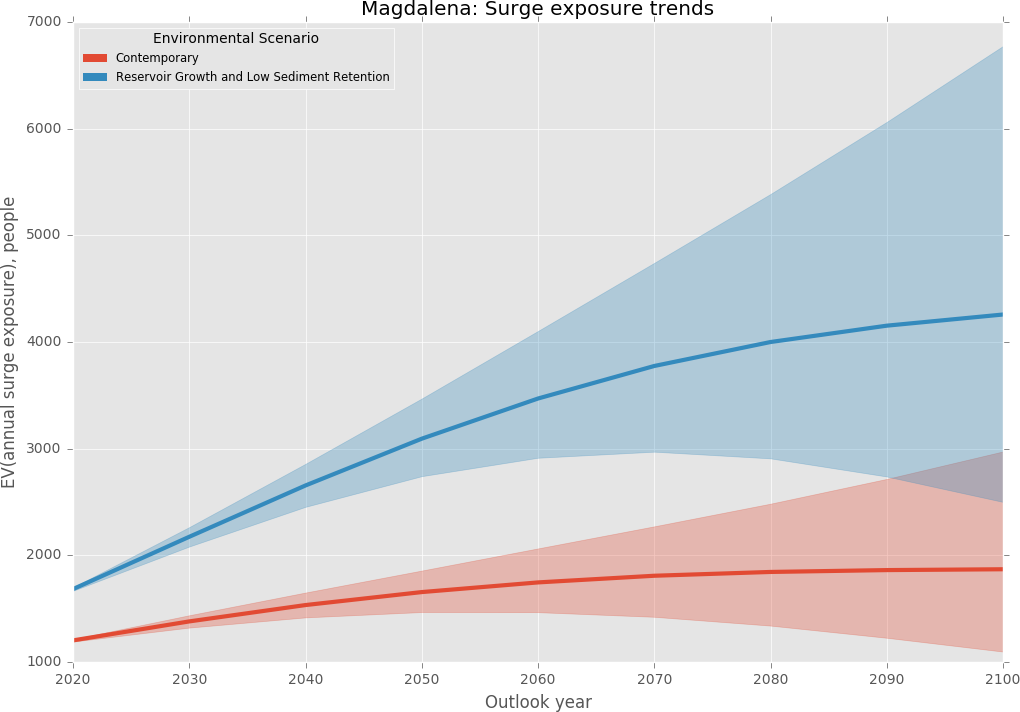 Magdalena: Surge exposure trends
7000
6000
5000
4000
3000
2000
1000
EV(annual surge exposure), people
Environmental Scenario
Contemporary
Reservoir Growth and Low Sediment Retention
2020 2030 2040 2050 2060 2070 2080 2090 2100
Outlook year